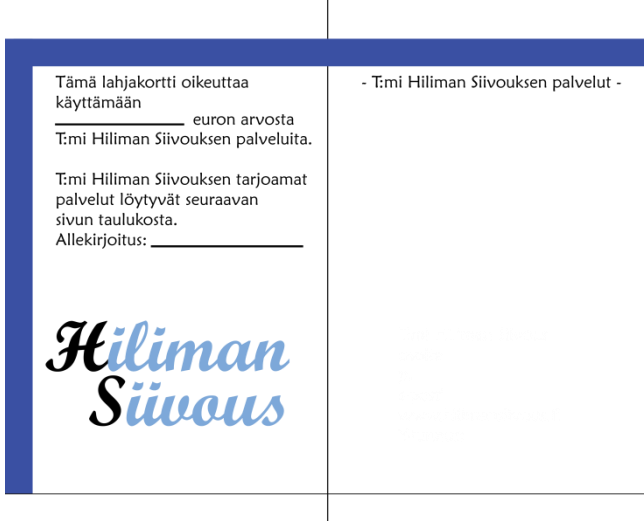 Tämä lahjakortti oikeuttaa
käyttämään
euron arvosta
T:mi Hiliman Siivouksen palveluita.
T:mi Hiliman Siivouksen tarjoamat
palvelut löytyvät seuraavan
sivun taulukosta.
Allekirjoitus:
Hiliman
Siivous
- T:mi Hiliman Siivouksen palvelut -